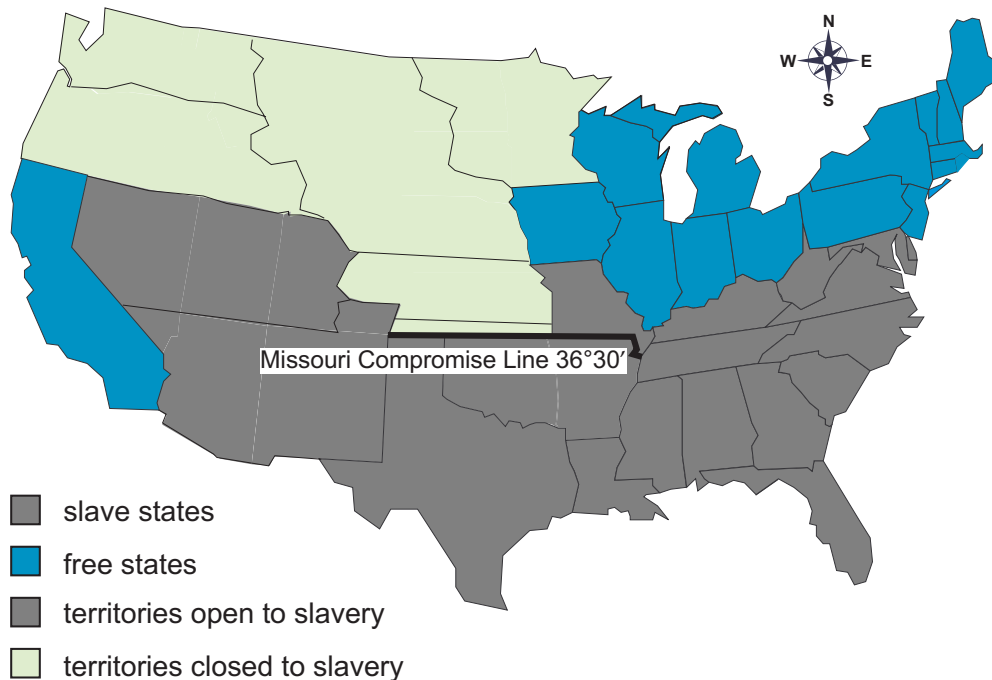 N
W E
S
Missouri Compromise Line 36°30′
slave states
free states
territories open to slavery
territories closed to slavery